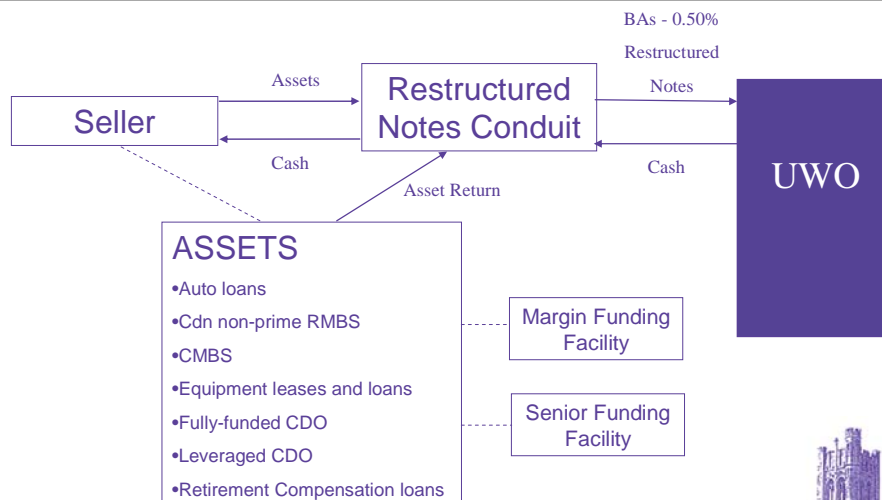 BAs - 0.50%
Restructured
Notes
Assets
Seller
Restructured
Notes Conduit
Cash
Cash
UWO
Asset Return
ASSETS
•Auto loans
•Cdn non-prime RMBS
•CMBS
•Equipment leases and loans
•Fully-funded CDO
•Leveraged CDO
•Retirement Compensation loans
Margin Funding
Facility
Senior Funding
Facility